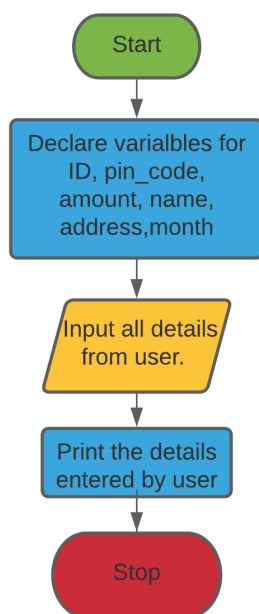 Start
Declare varialbles for
ID, pin_code,
amount, name,
address,month
Input all details
from user.
Print the details
entered by user
Stop